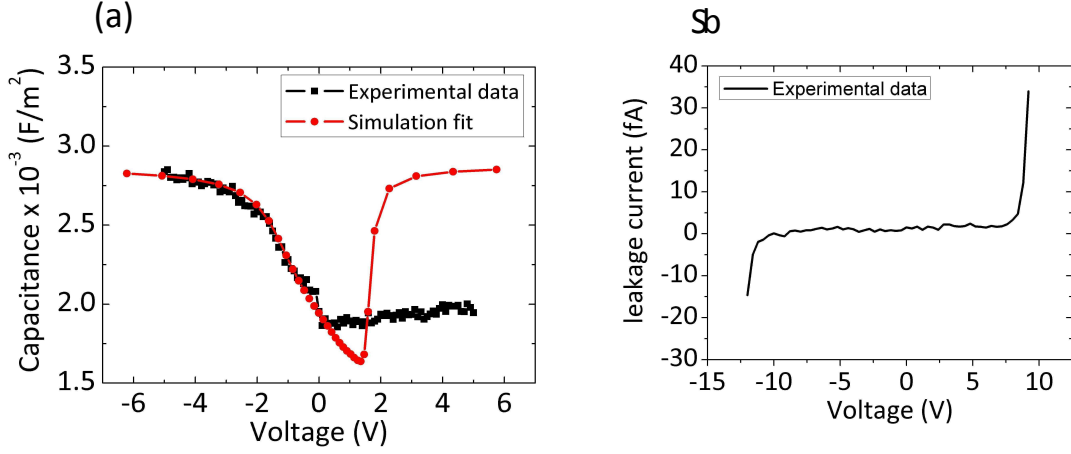 (a)
3.5
3.0
2.5
2.0
1.5
Capacitance x 10⁻³ (F/m²)
Experimental data
Simulation fit
-6 -4 -2 0 2 4 6
Voltage (V)
Sb
40
30
20
10
0
-10
-20
-30
leakage current (fA)
Experimental data
-15 -10 -5 0 5 10
Voltage (V)